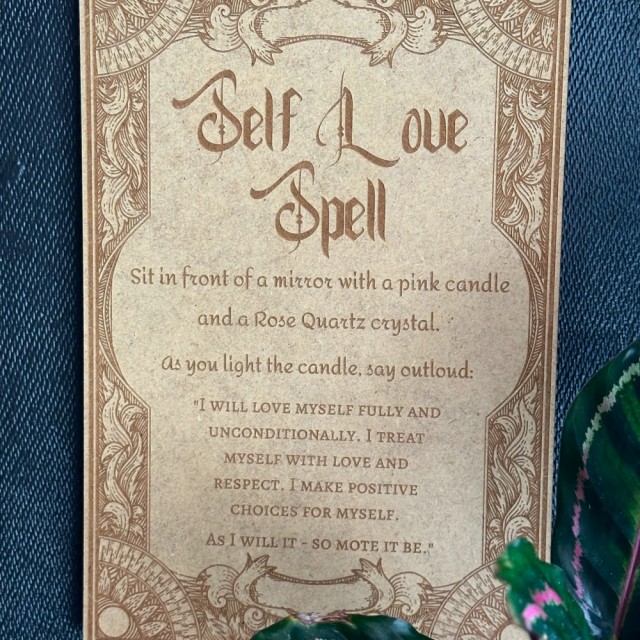 Self Love
Spell
Sit in front of a mirror with a pink candle
and a Rose Quartz crystal.
As you light the candle, say outloud:
"I WILL LOVE MYSELF FULLY AND
UNCONDITIONALLY. I TREAT
MYSELF WITH LOVE AND
RESPECT. I MAKE POSITIVE
CHOICES FOR MYSELF.
AS I WILL IT - SO MOTE IT BE."